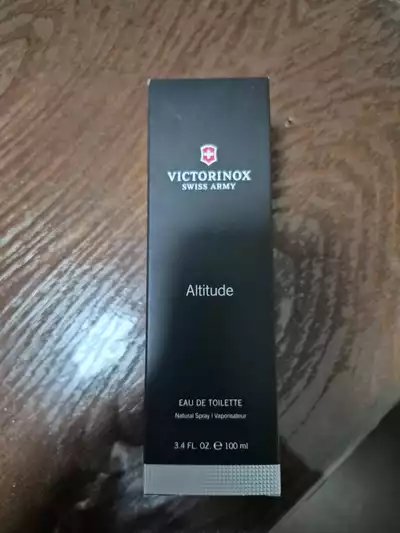 VICTORINOX
SWISS ARMY
Altitude
EAU DE TOILETTE
Natural Spray | Vaporisateur
3.4 FL. OZ. ℮ 100 ml